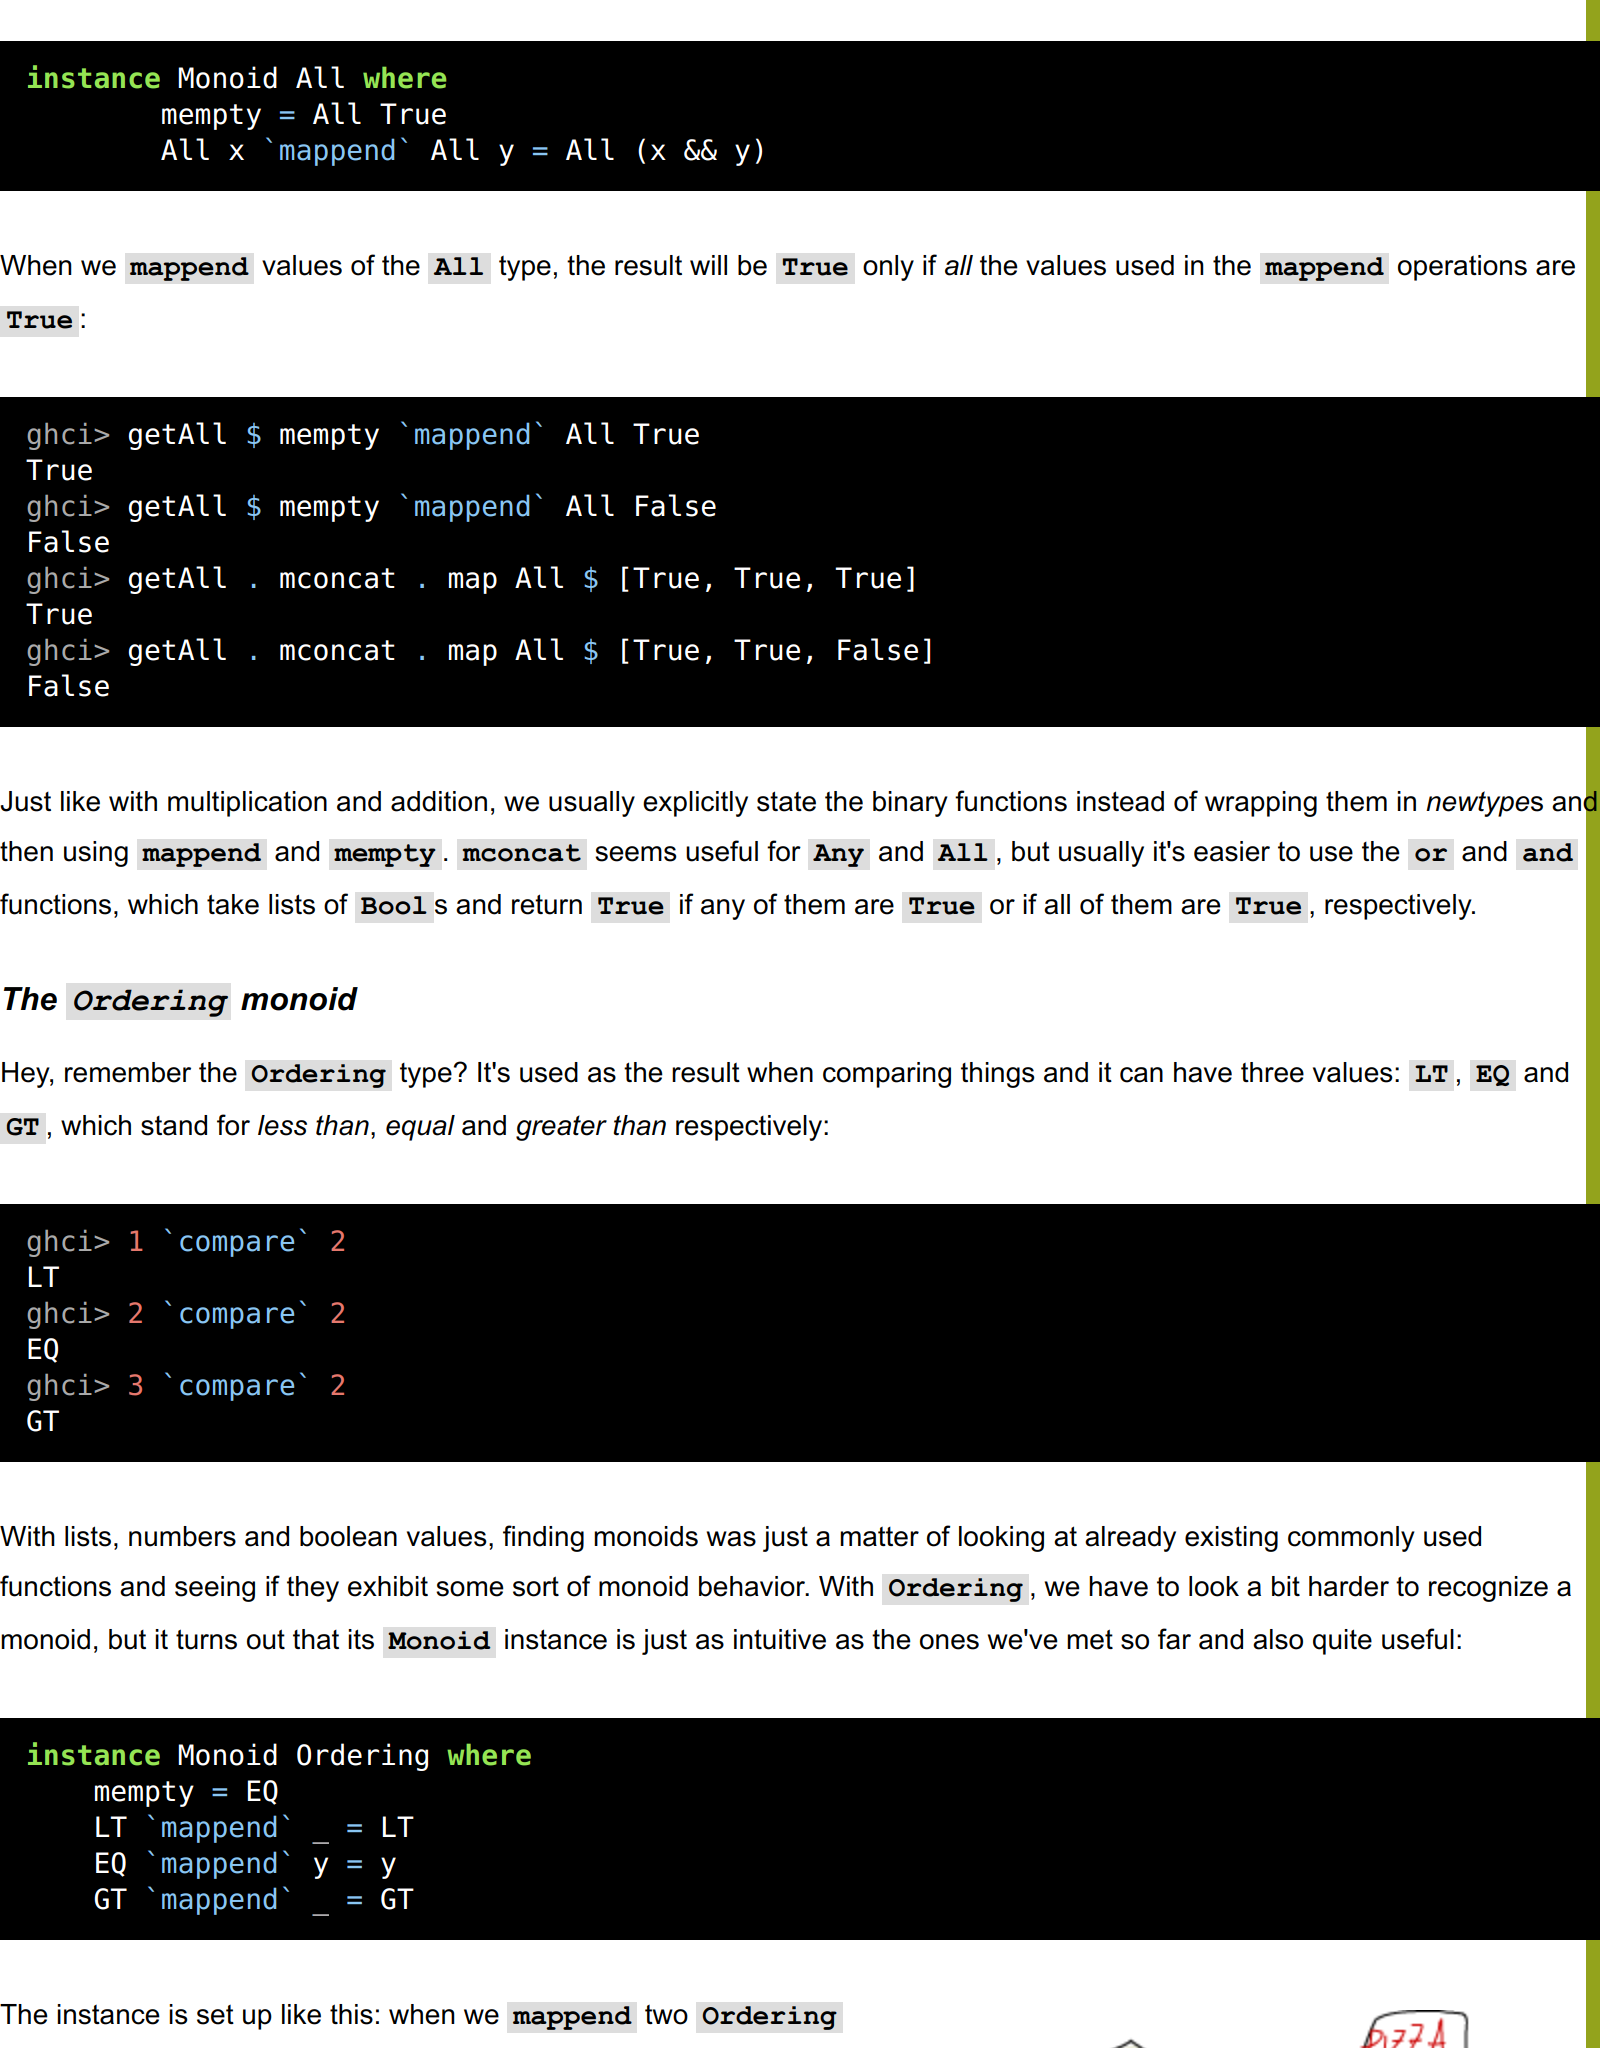 instance Monoid All where
        mempty = All True
        All x `mappend` All y = All (x && y)
When we mappend values of the All type, the result will be True only if all the values used in the mappend operations are
True:
ghci> getAll $ mempty `mappend` All True
True
ghci> getAll $ mempty `mappend` All False
False
ghci> getAll . mconcat . map All $ [True, True, True]
True
ghci> getAll . mconcat . map All $ [True, True, False]
False
Just like with multiplication and addition, we usually explicitly state the binary functions instead of wrapping them in newtypes and
then using mappend and mempty. mconcat seems useful for Any and All, but usually it's easier to use the or and and
functions, which take lists of Bools and return True if any of them are True or if all of them are True, respectively.
The Ordering monoid
Hey, remember the Ordering type? It's used as the result when comparing things and it can have three values: LT, EQ and
GT, which stand for less than, equal and greater than respectively:
ghci> 1 `compare` 2
LT
ghci> 2 `compare` 2
EQ
ghci> 3 `compare` 2
GT
With lists, numbers and boolean values, finding monoids was just a matter of looking at already existing commonly used
functions and seeing if they exhibit some sort of monoid behavior. With Ordering, we have to look a bit harder to recognize a
monoid, but it turns out that its Monoid instance is just as intuitive as the ones we've met so far and also quite useful:
instance Monoid Ordering where
    mempty = EQ
    LT `mappend` _ = LT
    EQ `mappend` y = y
    GT `mappend` _ = GT
The instance is set up like this: when we mappend two Ordering
PIZZA